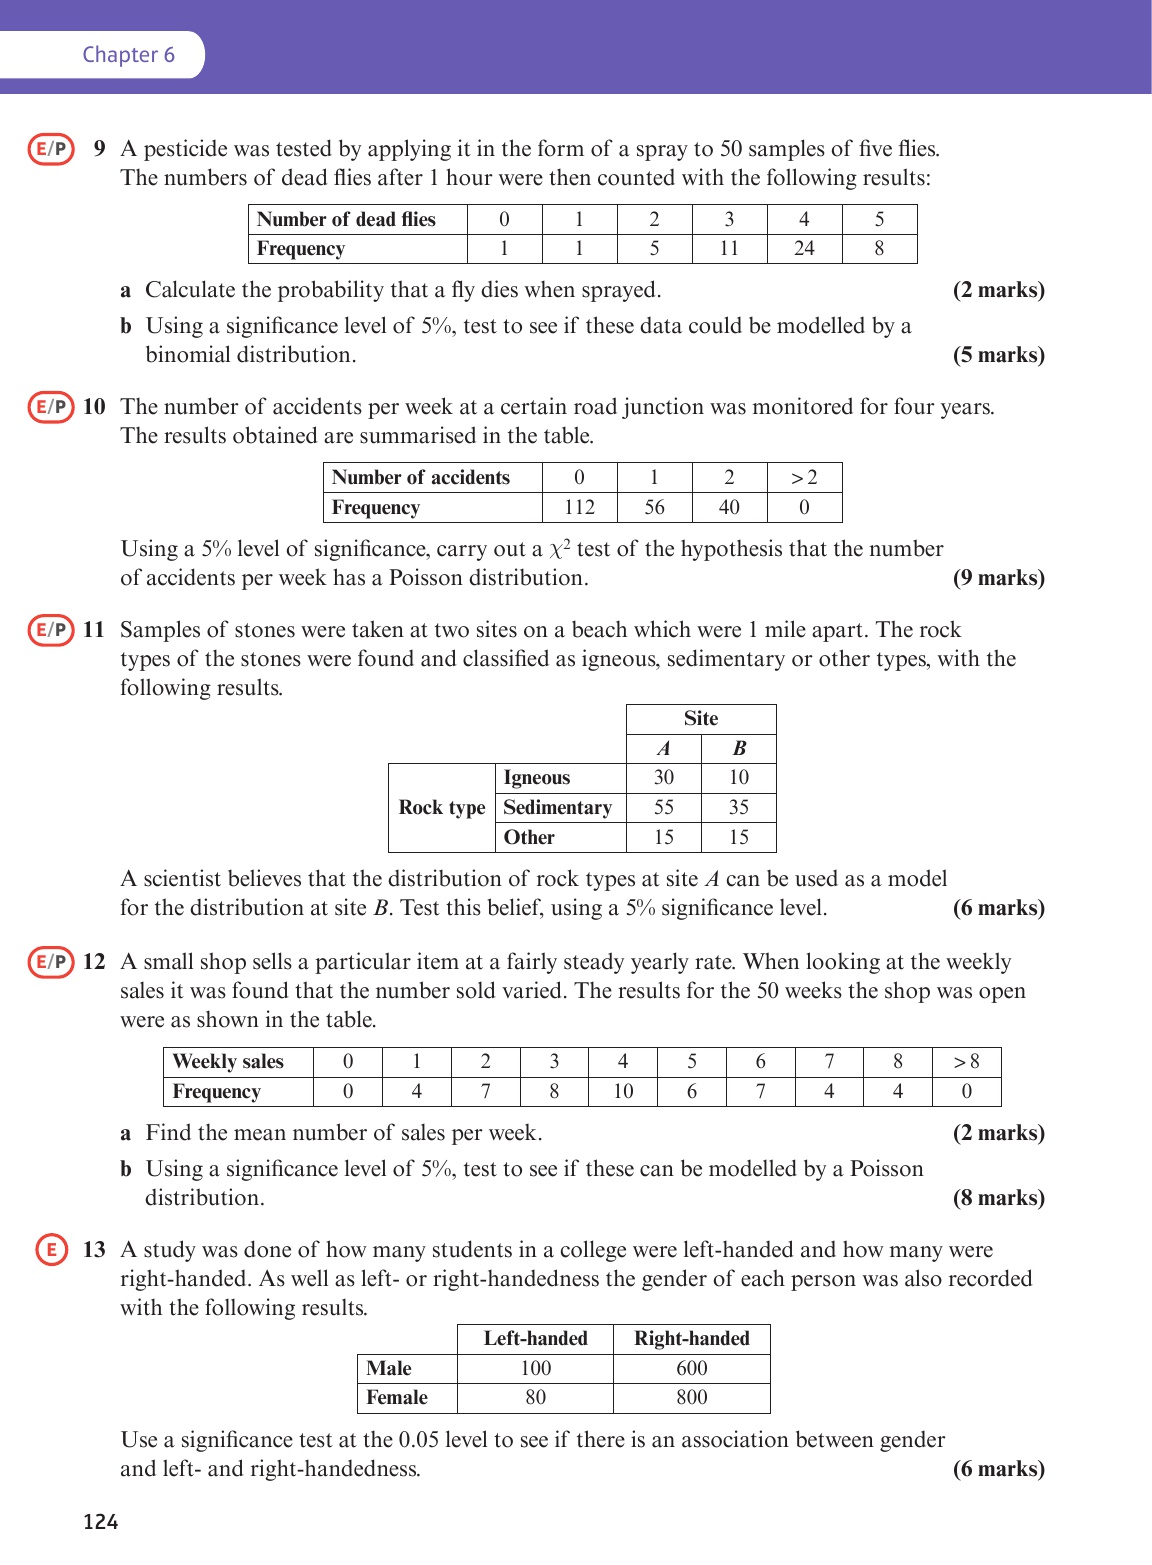 Chapter 6
E/P 9 A pesticide was tested by applying it in the form of a spray to 50 samples of five flies.
The numbers of dead flies after 1 hour were then counted with the following results:
Number of dead flies 0 1 2 3 4 5
Frequency 1 1 5 11 24 8
a Calculate the probability that a fly dies when sprayed. (2 marks)
b Using a significance level of 5%, test to see if these data could be modelled by a
binomial distribution. (5 marks)
E/P 10 The number of accidents per week at a certain road junction was monitored for four years.
The results obtained are summarised in the table.
Number of accidents 0 1 2 > 2
Frequency 112 56 40 0
Using a 5% level of significance, carry out a χ² test of the hypothesis that the number
of accidents per week has a Poisson distribution. (9 marks)
E/P 11 Samples of stones were taken at two sites on a beach which were 1 mile apart. The rock
types of the stones were found and classified as igneous, sedimentary or other types, with the
following results.
Site
A B
Igneous 30 10
Rock type Sedimentary 55 35
Other 15 15
A scientist believes that the distribution of rock types at site A can be used as a model
for the distribution at site B. Test this belief, using a 5% significance level. (6 marks)
E/P 12 A small shop sells a particular item at a fairly steady yearly rate. When looking at the weekly
sales it was found that the number sold varied. The results for the 50 weeks the shop was open
were as shown in the table.
Weekly sales 0 1 2 3 4 5 6 7 8 > 8
Frequency 0 4 7 8 10 6 7 4 4 0
a Find the mean number of sales per week. (2 marks)
b Using a significance level of 5%, test to see if these can be modelled by a Poisson
distribution. (8 marks)
E 13 A study was done of how many students in a college were left-handed and how many were
right-handed. As well as left- or right-handedness the gender of each person was also recorded
with the following results.
Left-handed Right-handed
Male 100 600
Female 80 800
Use a significance test at the 0.05 level to see if there is an association between gender
and left- and right-handedness. (6 marks)
124